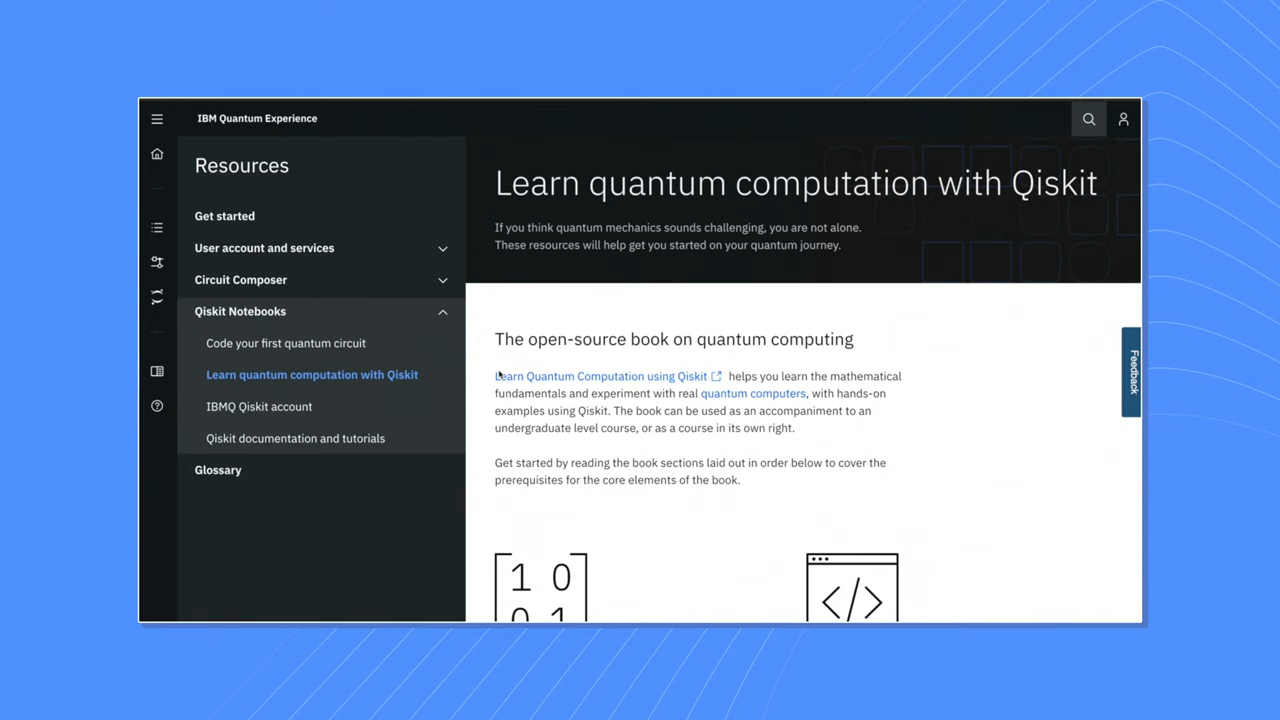 IBM Quantum Experience
Resources
Get started
User account and services
Circuit Composer
Qiskit Notebooks
Code your first quantum circuit
Learn quantum computation with Qiskit
IBMQ Qiskit account
Qiskit documentation and tutorials
Glossary
Learn quantum computation with Qiskit
If you think quantum mechanics sounds challenging, you are not alone.
These resources will help get you started on your quantum journey.
The open-source book on quantum computing
Learn Quantum Computation using Qiskit helps you learn the mathematical
fundamentals and experiment with real quantum computers, with hands-on
examples using Qiskit. The book can be used as an accompaniment to an
undergraduate level course, or as a course in its own right.
Get started by reading the book sections laid out in order below to cover the
prerequisites for the core elements of the book.
1 0
0 1
</>
Feedback